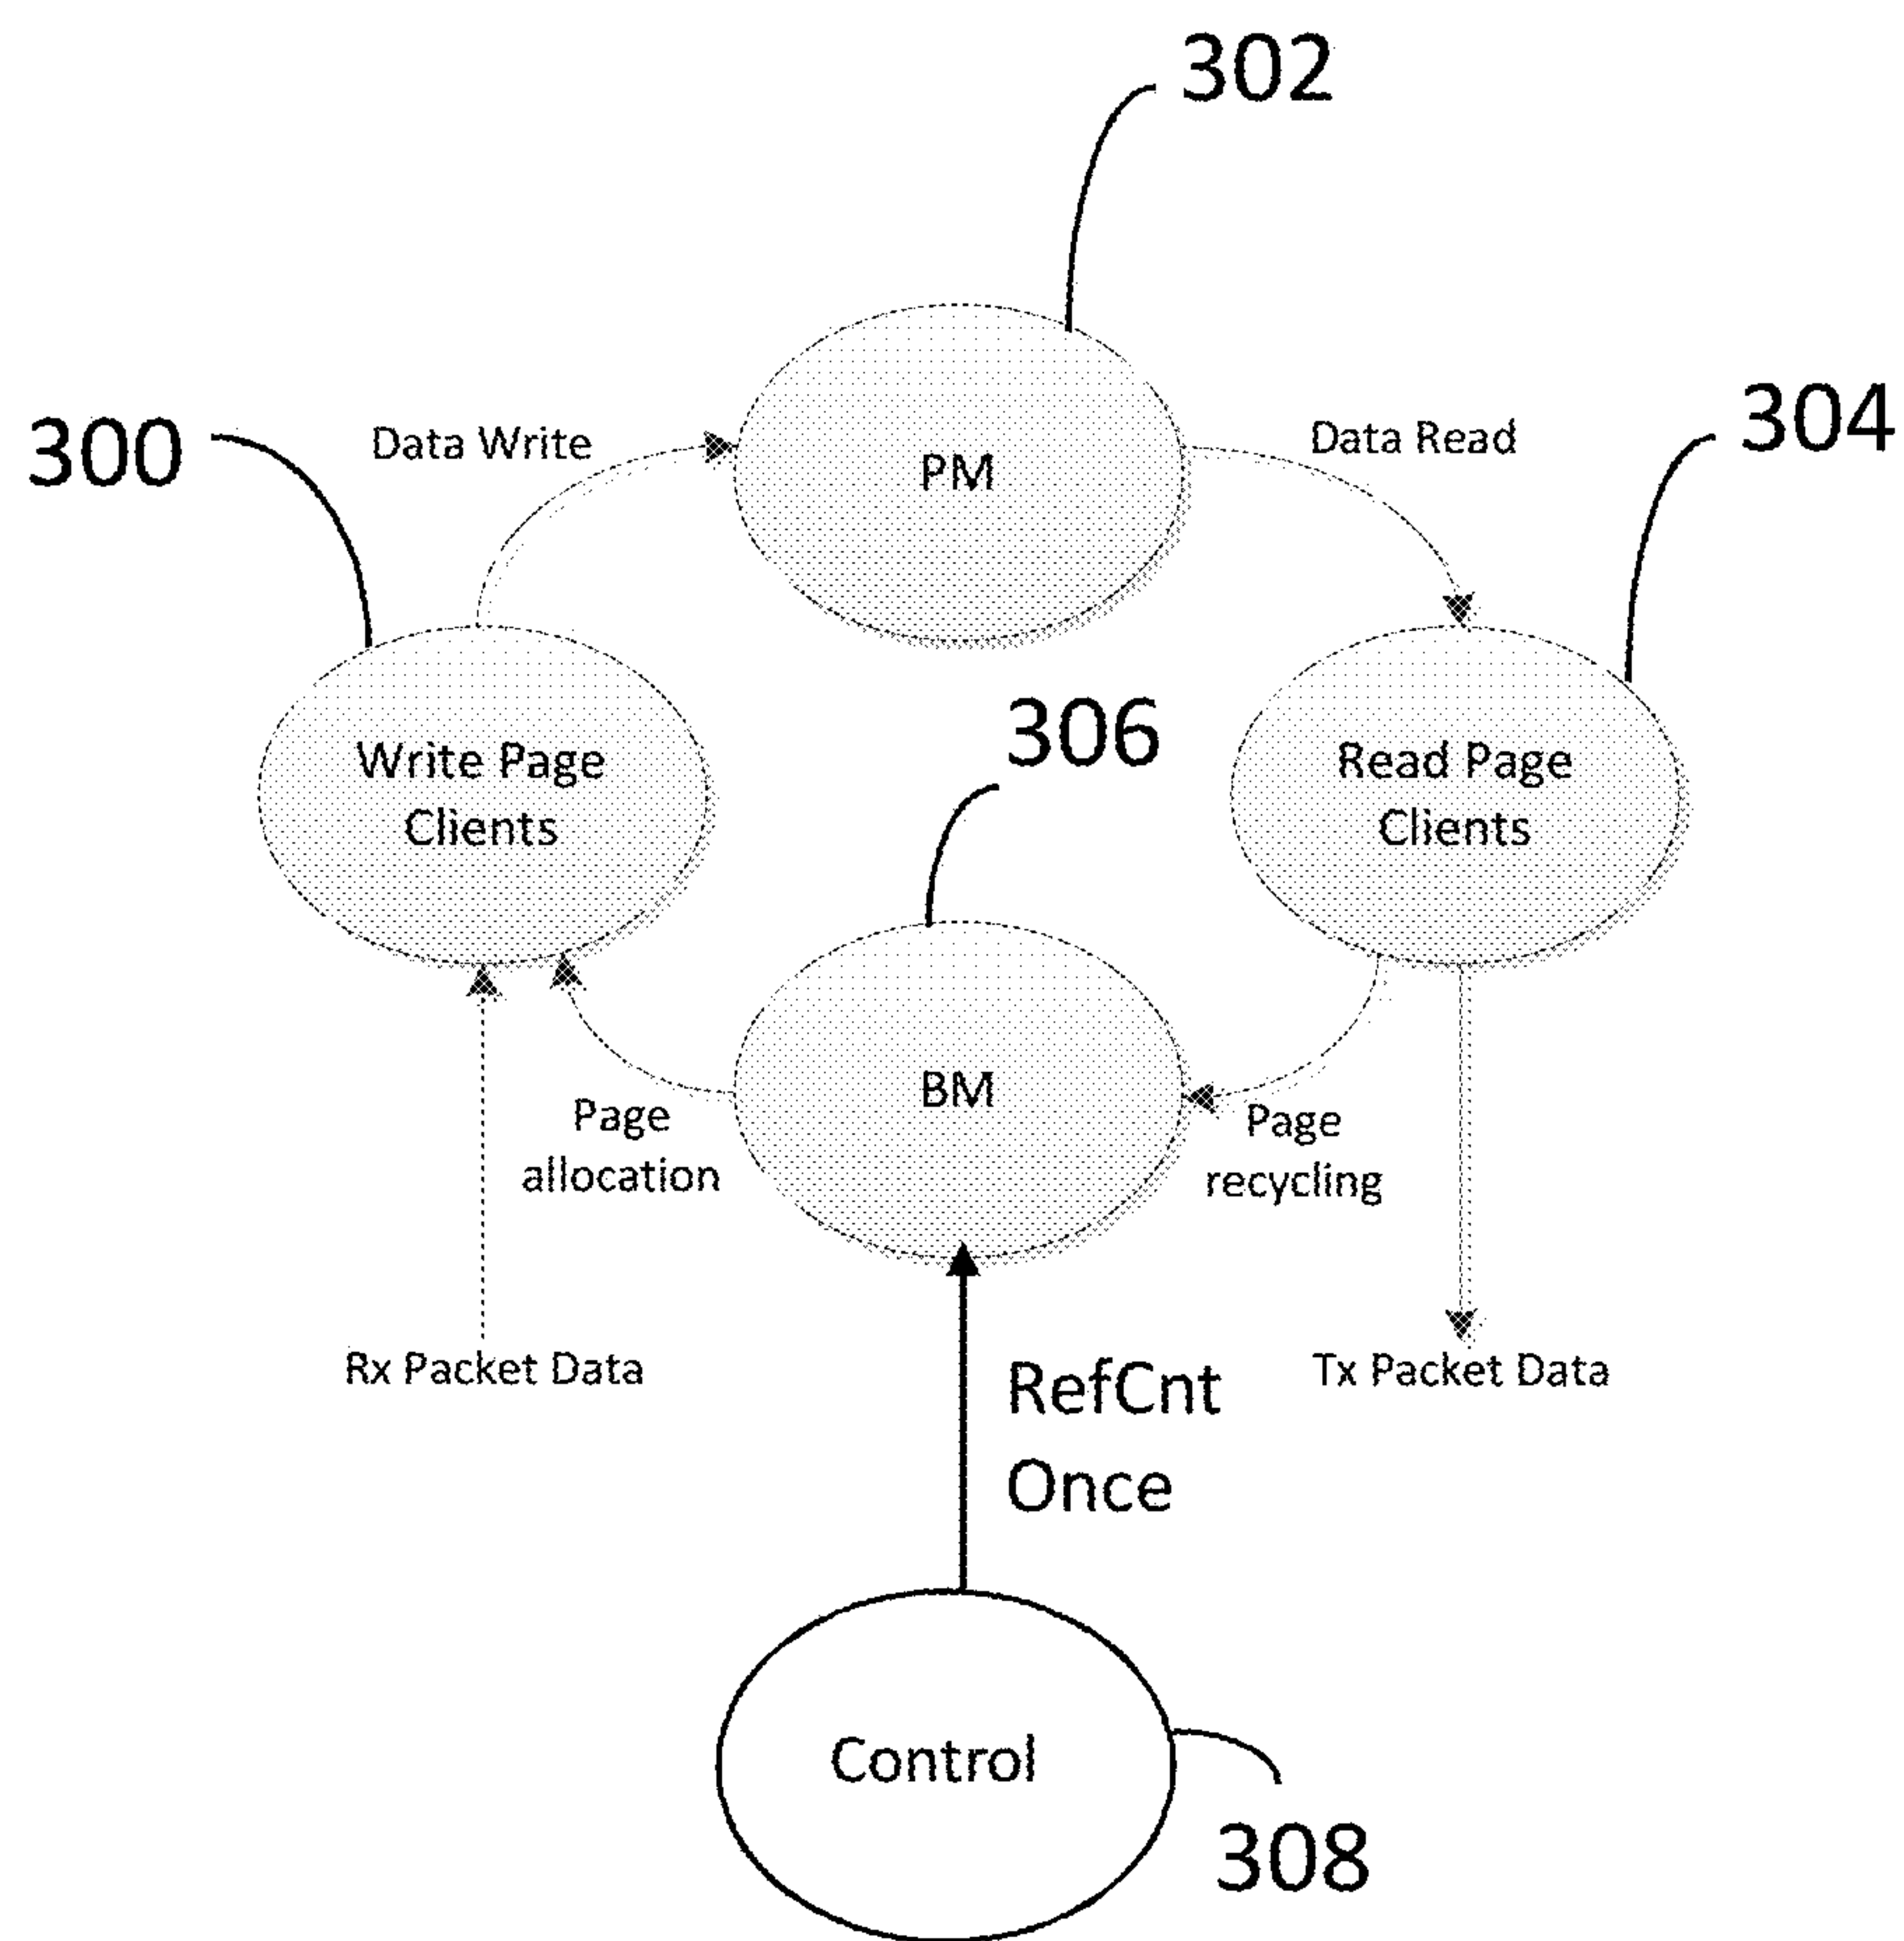 302
300
Data Write
PM
Data Read
304
Write Page
Clients
306
Read Page
Clients
BM
Page
allocation
Page
recycling
Rx Packet Data
RefCnt
Once
Tx Packet Data
Control
308